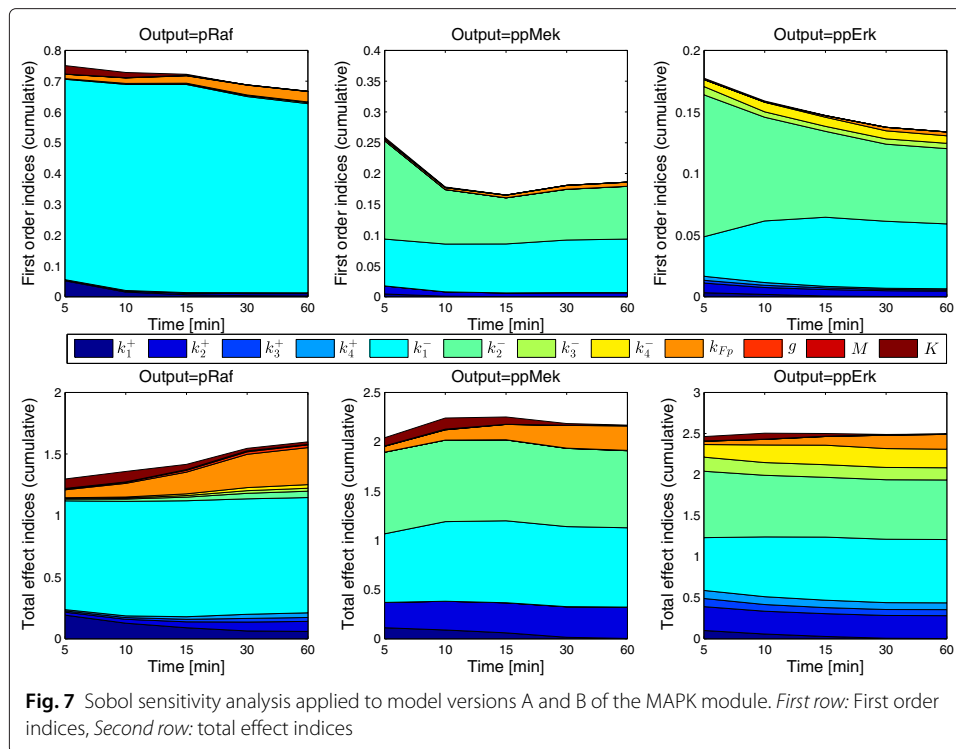 Output=pRaf
Output=ppMek
Output=ppErk
First order indices (cumulative)
0.8
0.7
0.6
0.5
0.4
0.3
0.2
0.1
0
5 10 15 30 60
Time [min]
First order indices (cumulative)
0.4
0.35
0.3
0.25
0.2
0.15
0.1
0.05
0
5 10 15 30 60
Time [min]
First order indices (cumulative)
0.2
0.15
0.1
0.05
0
5 10 15 30 60
Time [min]
k₁⁺ k₂⁺ k₃⁺ k₄⁺ k₁⁻ k₂⁻ k₃⁻ k₄⁻ k_{Fp} g M K
Output=pRaf
Output=ppMek
Output=ppErk
Total effect indices (cumulative)
2
1.5
1
0.5
0
5 10 15 30 60
Time [min]
Total effect indices (cumulative)
2.5
2
1.5
1
0.5
0
5 10 15 30 60
Time [min]
Total effect indices (cumulative)
3
2.5
2
1.5
1
0.5
0
5 10 15 30 60
Time [min]
Fig. 7 Sobol sensitivity analysis applied to model versions A and B of the MAPK module. First row: First order
indices, Second row: total effect indices